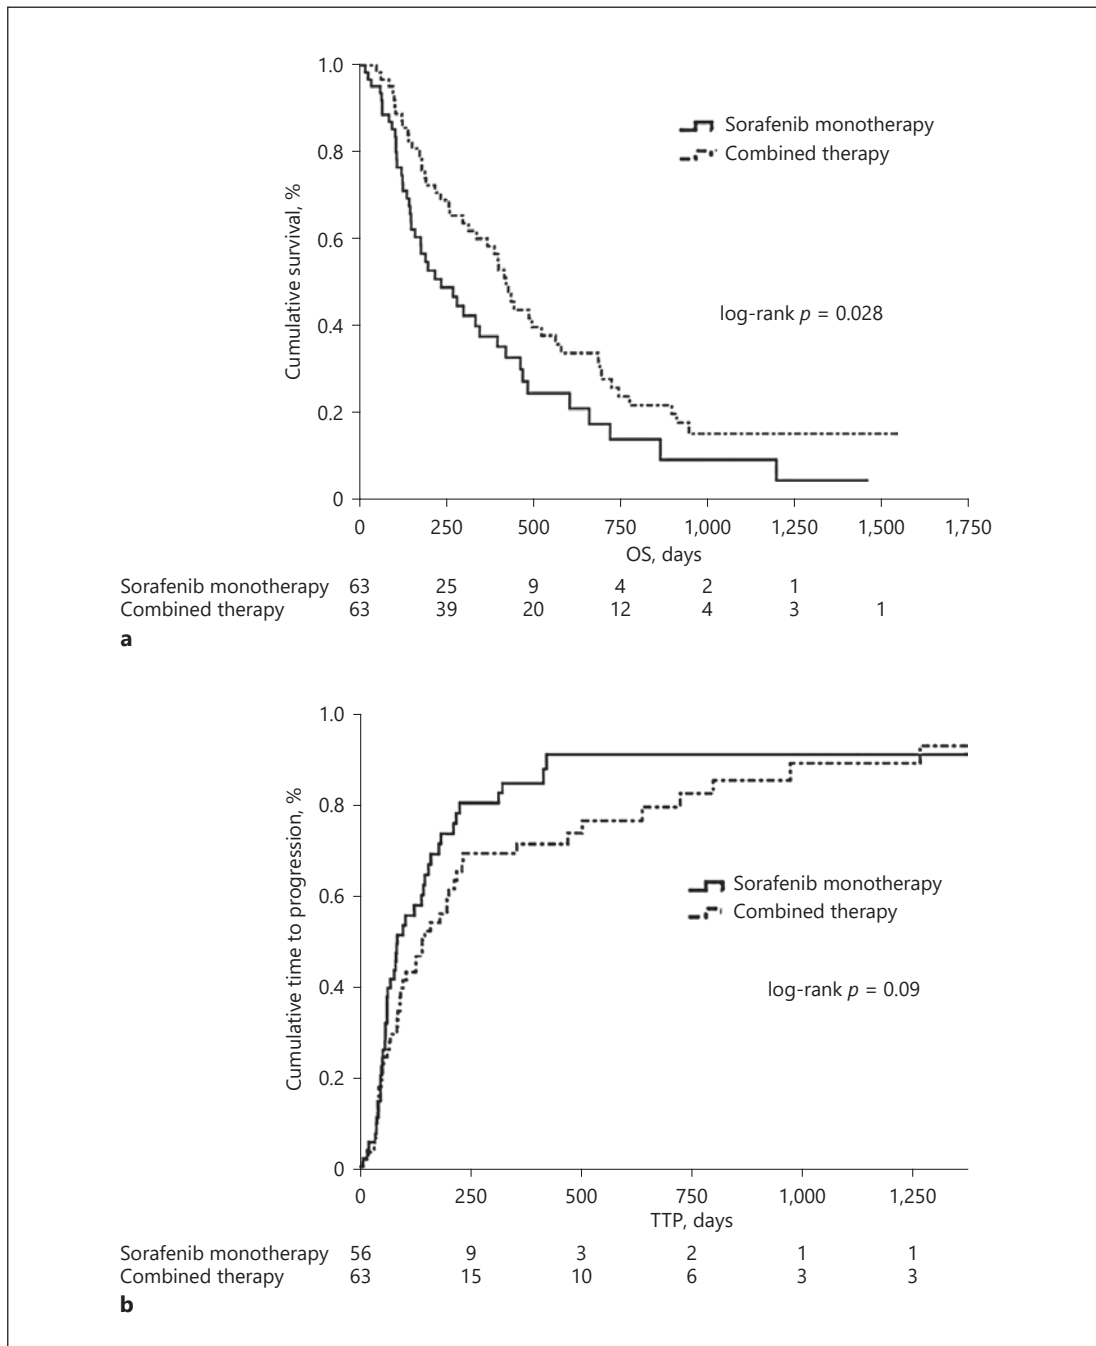 1.0
Sorafenib monotherapy
Combined therapy
0.8
0.6
Cumulative survival, %
log-rank p = 0.028
0.4
0.2
0
0 250 500 750 1,000 1,250 1,500 1,750
OS, days
Sorafenib monotherapy 63 25 9 4 2 1
Combined therapy 63 39 20 12 4 3 1
a
1.0
0.8
Cumulative time to progression, %
Sorafenib monotherapy
Combined therapy
0.6
0.4
log-rank p = 0.09
0.2
0
0 250 500 750 1,000 1,250
TTP, days
Sorafenib monotherapy 56 9 3 2 1 1
Combined therapy 63 15 10 6 3 3
b